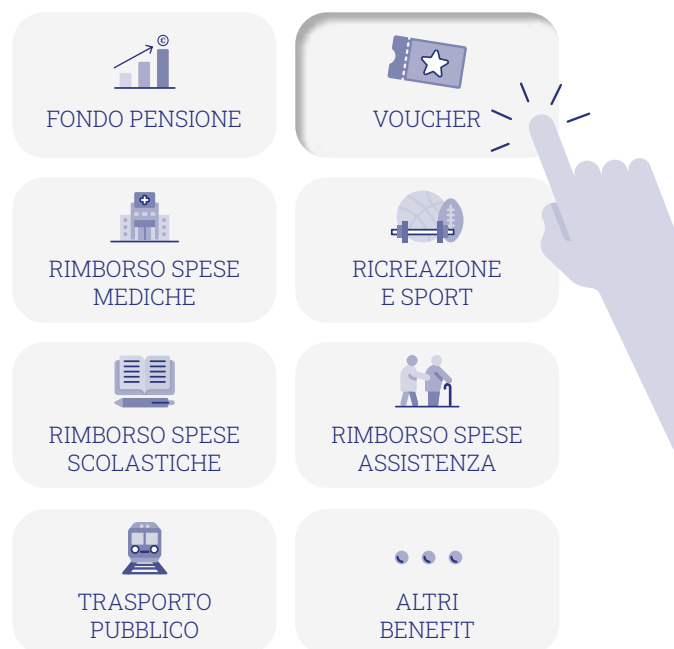 €
FONDO PENSIONE
VOUCHER
RIMBORSO SPESE
MEDICHE
RICREAZIONE
E SPORT
RIMBORSO SPESE
SCOLASTICHE
RIMBORSO SPESE
ASSISTENZA
TRASPORTO
PUBBLICO
ALTRI
BENEFIT